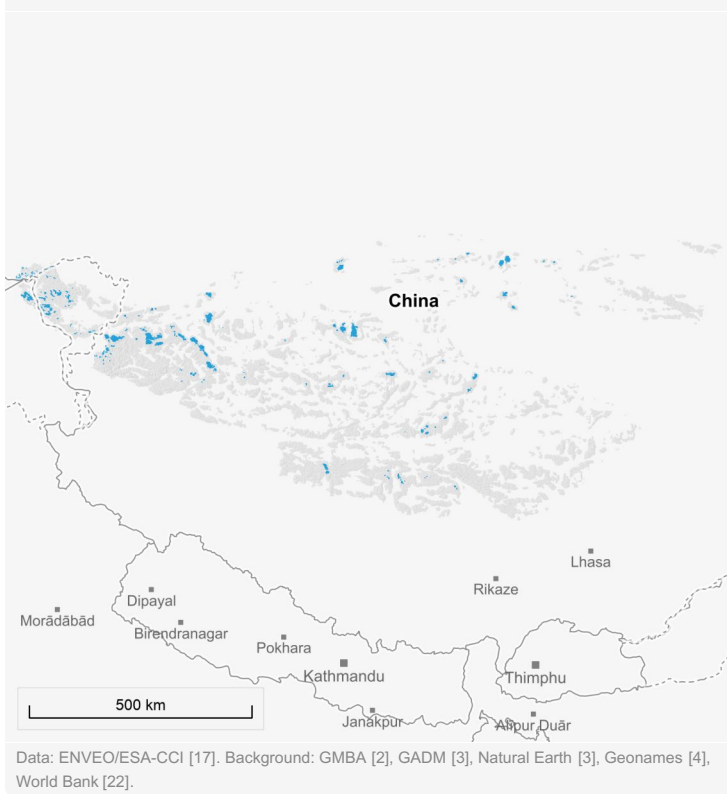 China
Lhasa
Rikaze
Dipayal
Morādābād
Birendranagar
Pokhara
Kathmandu
Thimphu
500 km
Janakpur
Alīpur Duār
Data: ENVEO/ESA-CCI [17]. Background: GMBA [2], GADM [3], Natural Earth [3], Geonames [4],
World Bank [22].